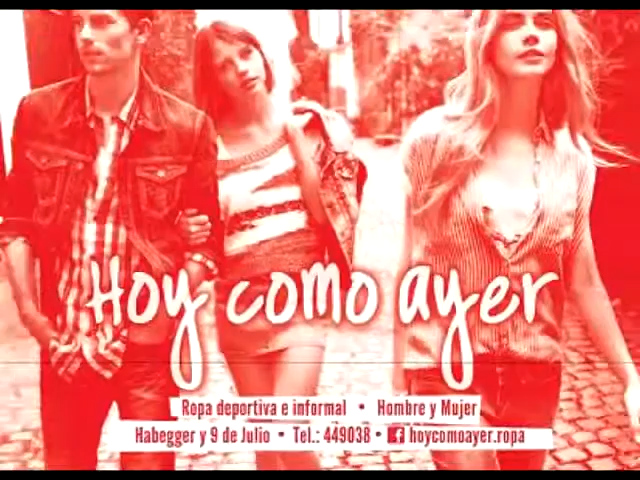 Hoy como ayer
Ropa deportiva e informal • Hombre y Mujer
Habegger y 9 de Julio • Tel.: 449038 • f hoycomoayer.ropa